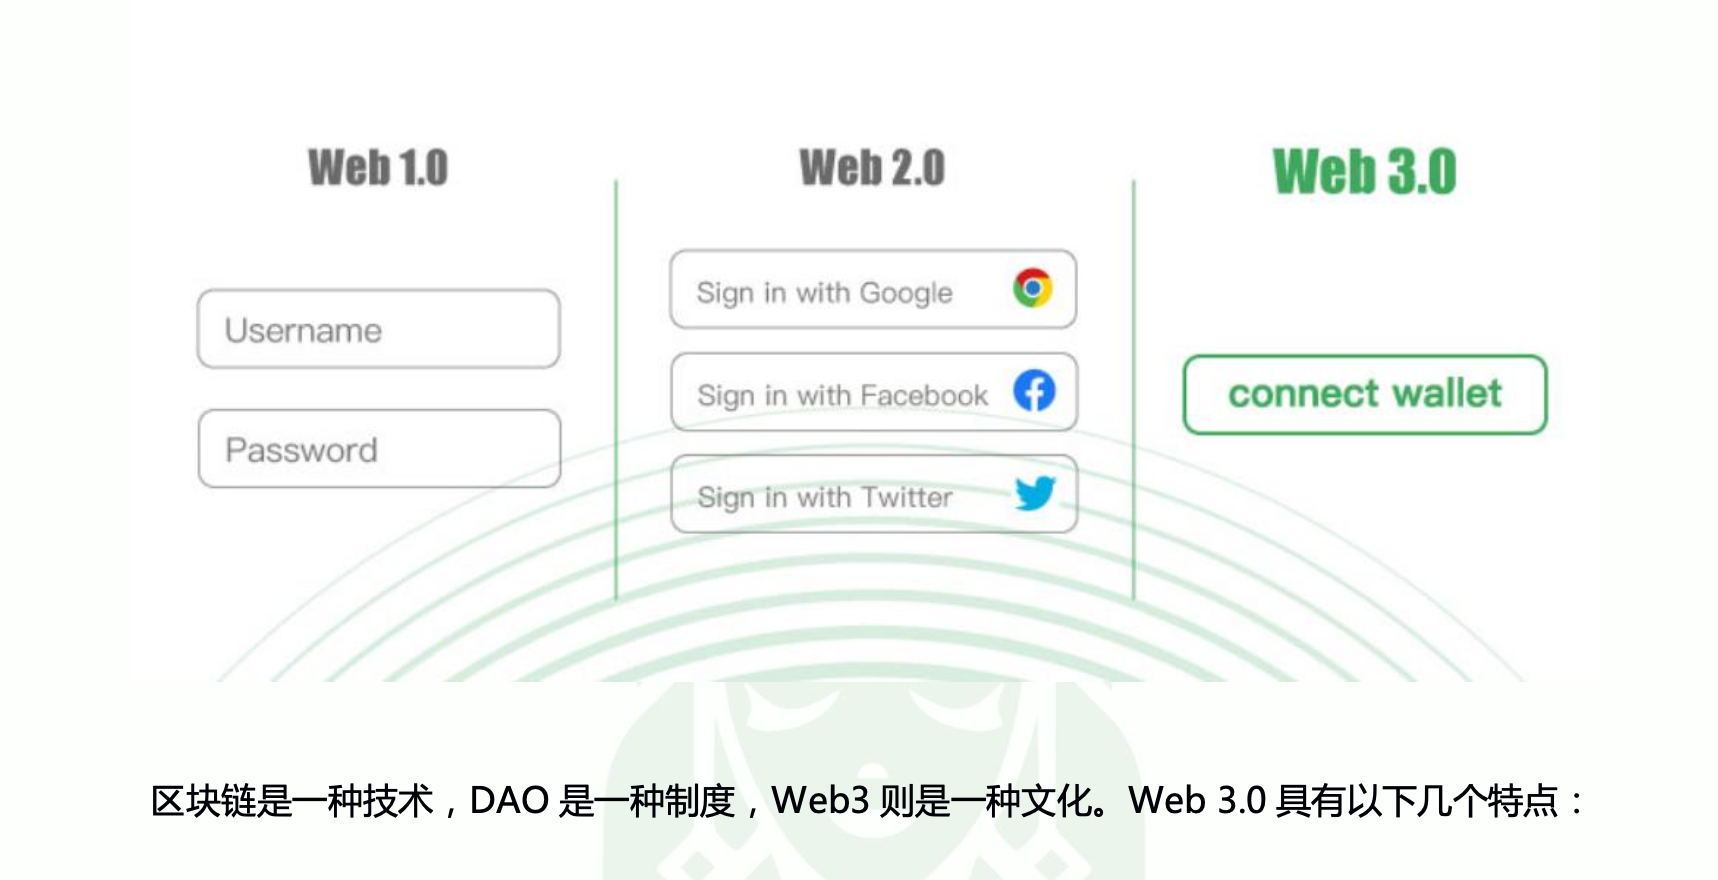 Web 1.0
Web 2.0
Web 3.0
Username
Password
Sign in with Google
Sign in with Facebook
Sign in with Twitter
connect wallet
区块链是一种技术，DAO 是一种制度，Web3 则是一种文化。Web 3.0 具有以下几个特点：